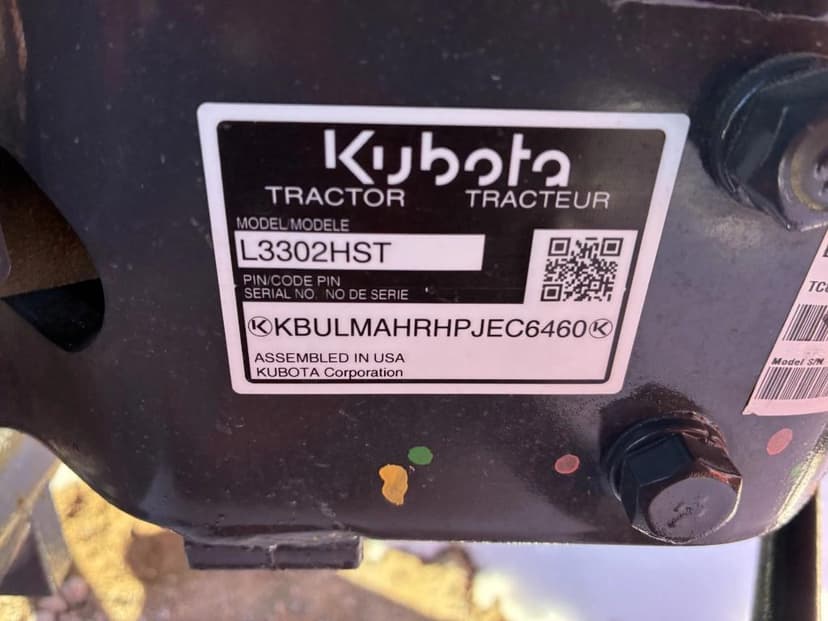 Kubota
TRACTOR TRACTEUR
MODEL/MODELE
L3302HST
PIN/CODE PIN
SERIAL NO. NO DE SERIE
KBULMAHRHPJEC6460
ASSEMBLED IN USA
KUBOTA Corporation
Model S/N